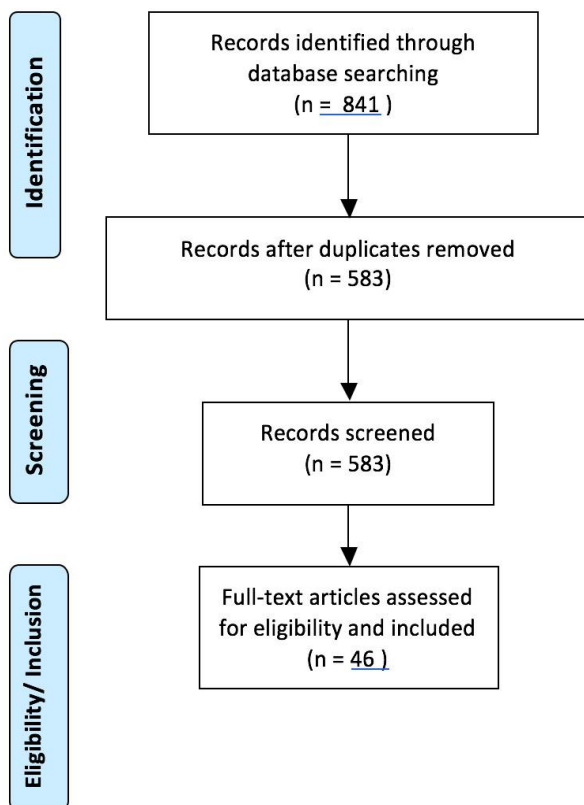 Identification
Records identified through
database searching
(n = 841 )
Records after duplicates removed
(n = 583)
Screening
Records screened
(n = 583)
Eligibility/ Inclusion
Full-text articles assessed
for eligibility and included
(n = 46 )